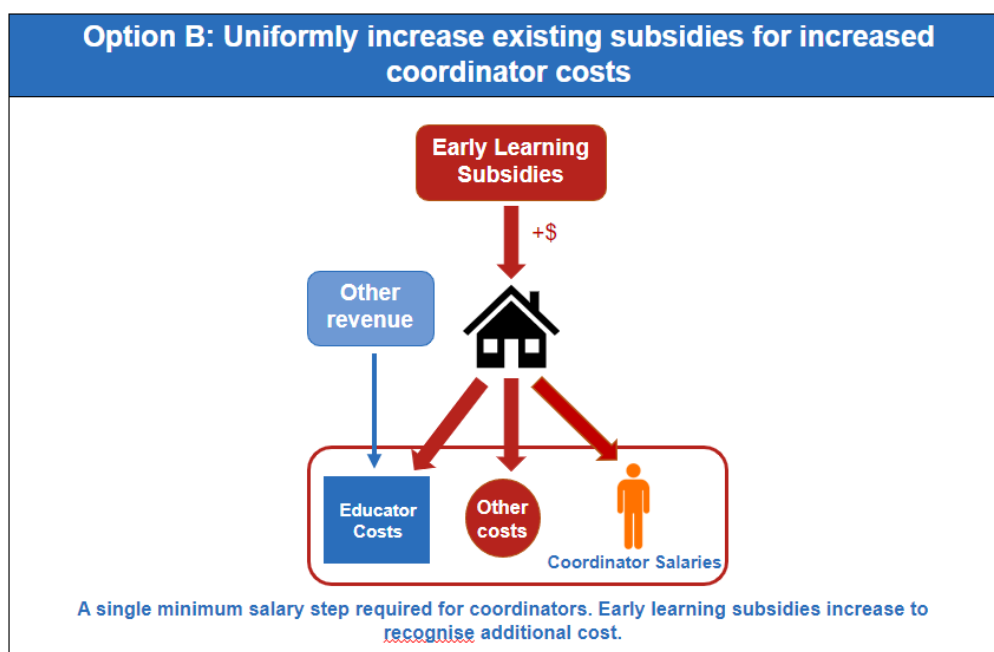 Option B: Uniformly increase existing subsidies for increased
coordinator costs
Early Learning
Subsidies
+$
Other
revenue
Educator
Costs
Other
costs
Coordinator Salaries
A single minimum salary step required for coordinators. Early learning subsidies increase to
recognise additional cost.